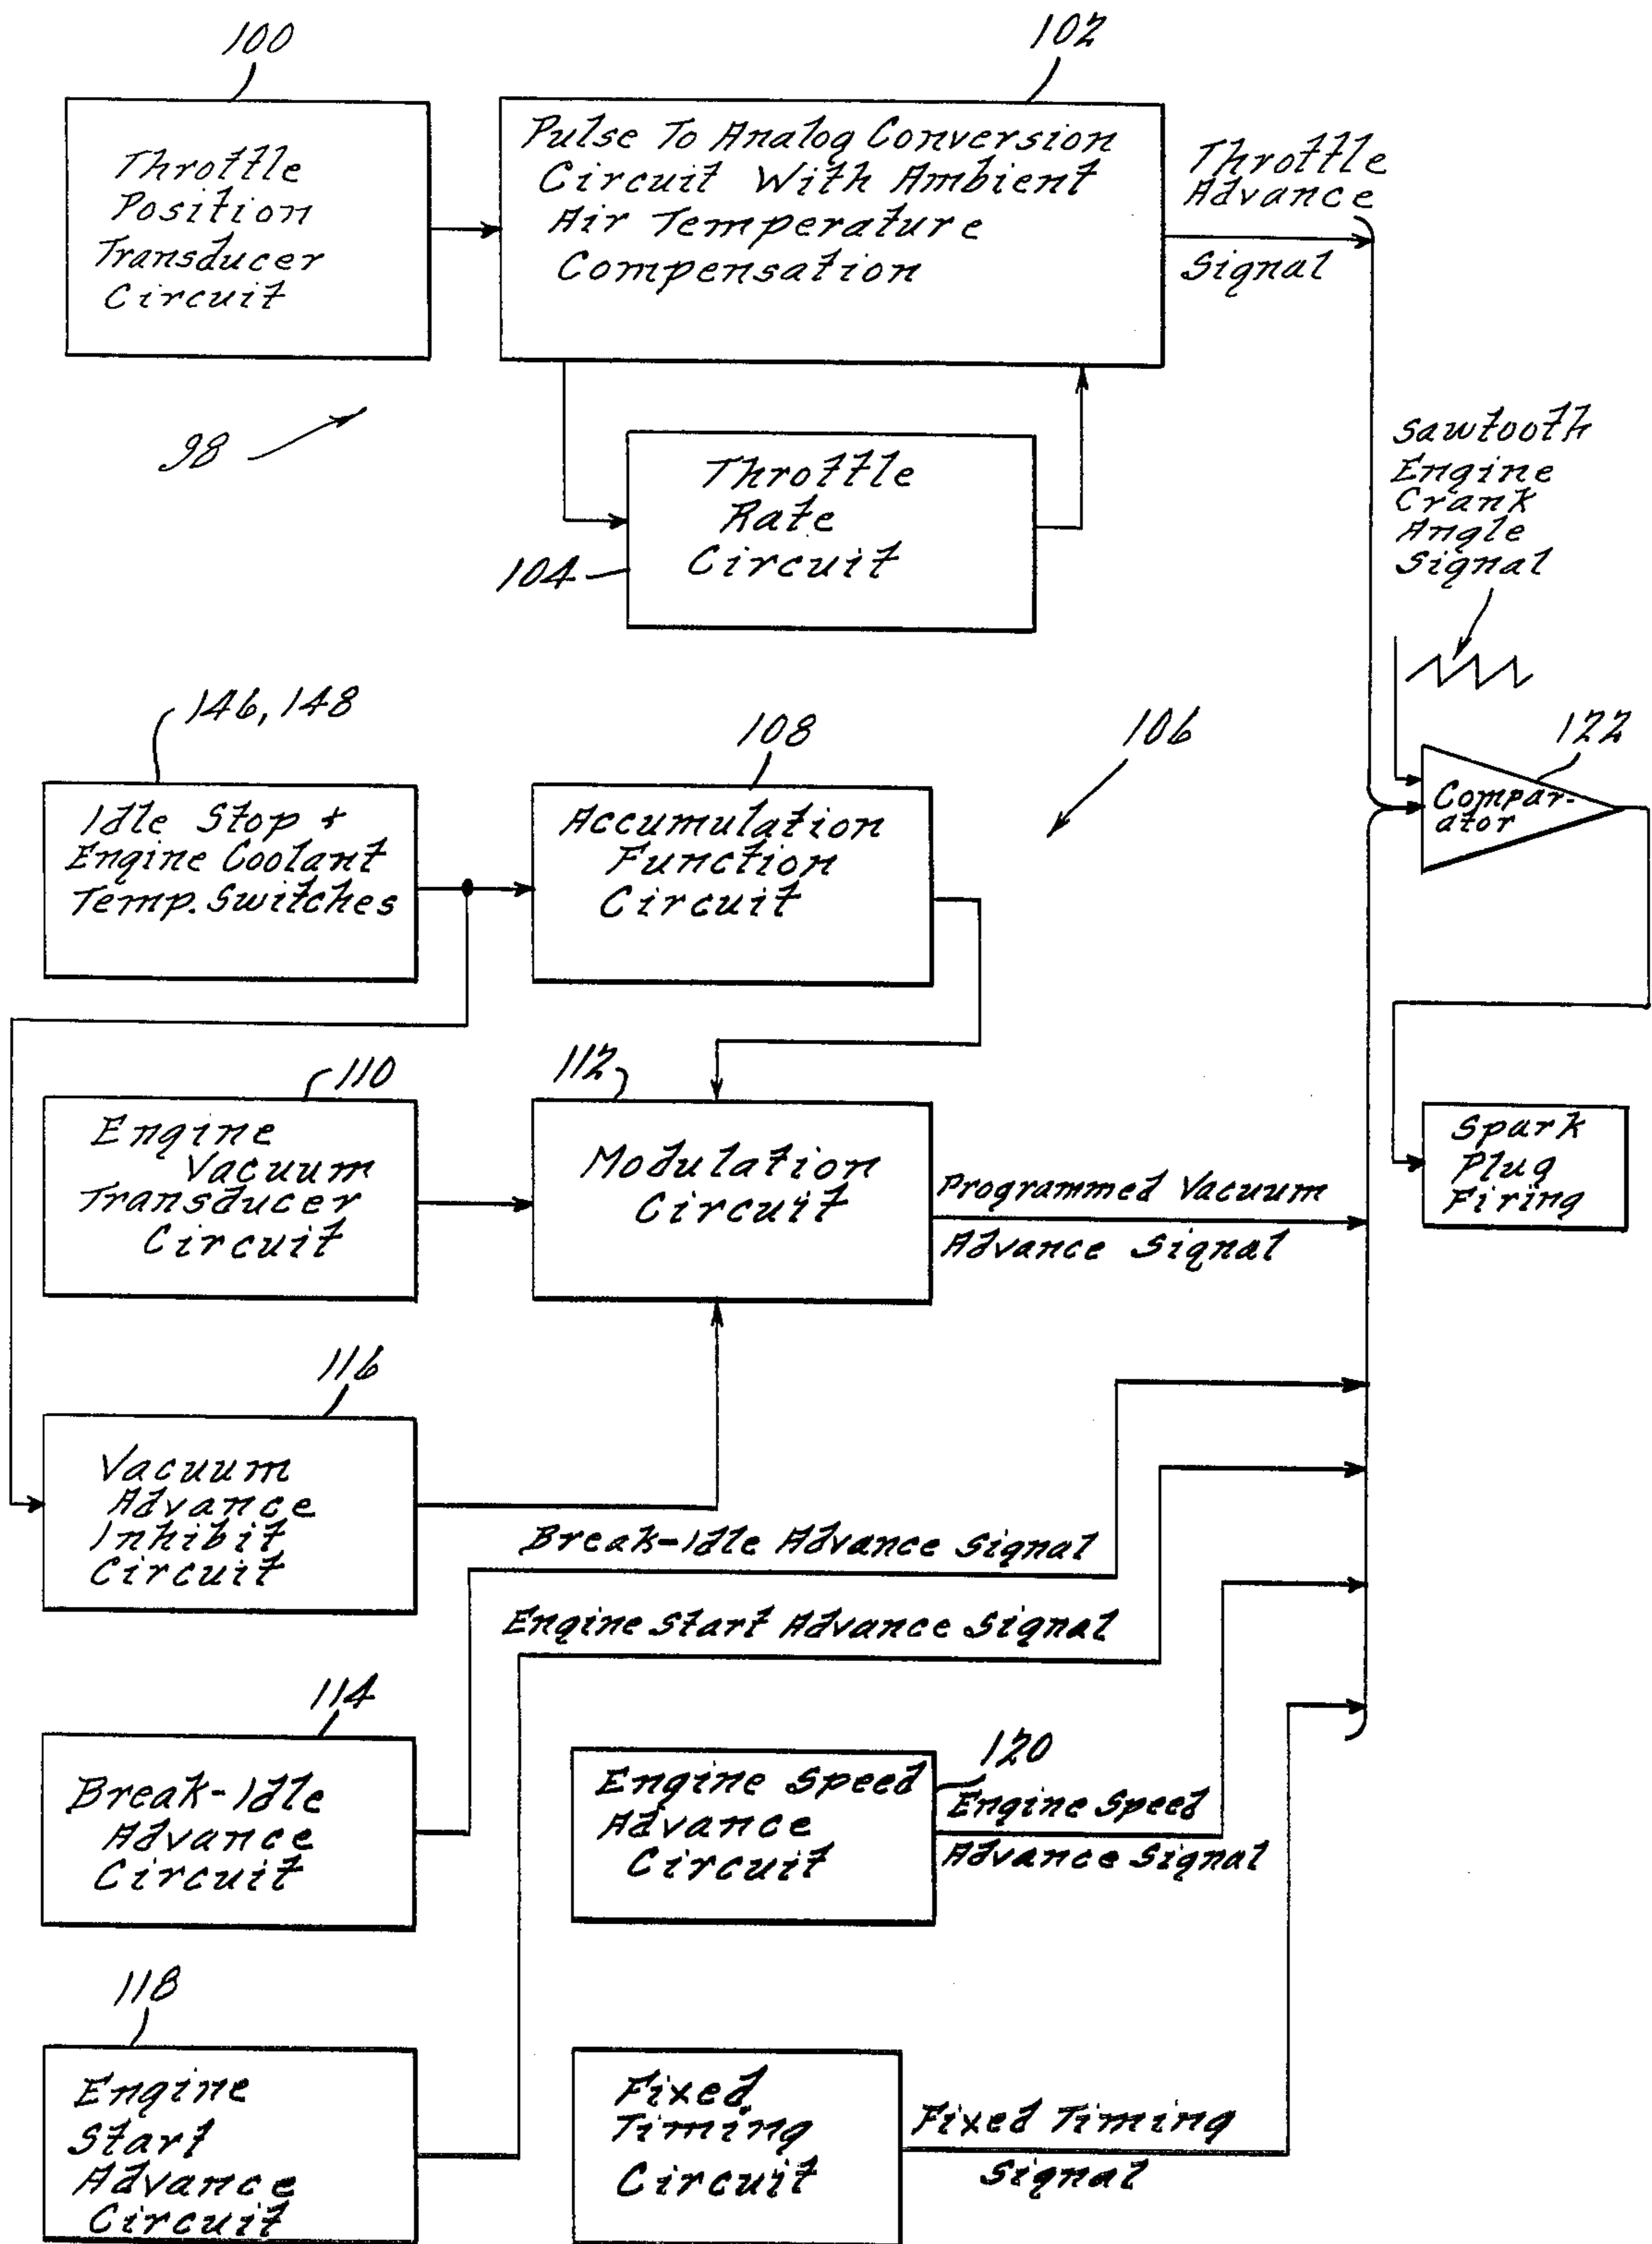 100
Throttle
Position
Transducer
Circuit
102
Pulse To Analog Conversion
Circuit With Ambient
Air Temperature
Compensation
Throttle
Advance
Signal
98
Throttle
Rate
Circuit
104
Sawtooth
Engine
Crank
Angle
Signal
146, 148
Idle Stop +
Engine Coolant
Temp. Switches
108
Accumulation
Function
Circuit
106
122
Compar-
ator
110
Engine
Vacuum
Transducer
Circuit
112
Modulation
Circuit
Programmed Vacuum
Advance Signal
Spark
Plug
Firing
116
Vacuum
Advance
Inhibit
Circuit
Break-Idle Advance Signal
Engine Start Advance Signal
114
Break-Idle
Advance
Circuit
Engine Speed
Advance
Circuit
120
Engine Speed
Advance Signal
118
Engine
Start
Advance
Circuit
Fixed
Timing
Circuit
Fixed Timing
Signal